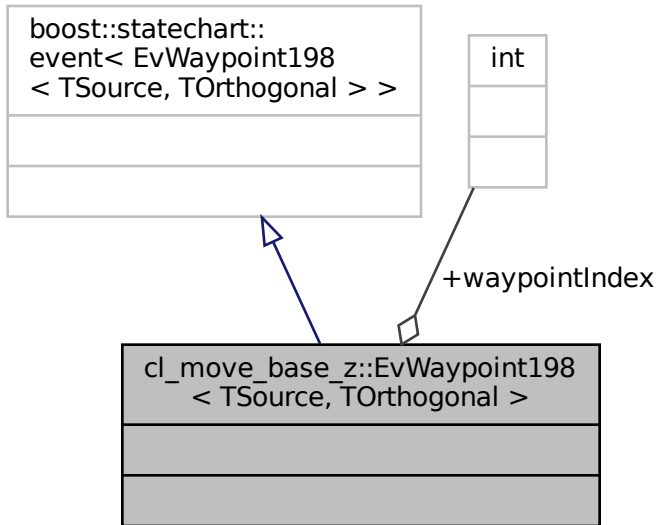 boost::statechart::
event< EvWaypoint198
< TSource, TOrthogonal > >
int
+waypointIndex
cl_move_base_z::EvWaypoint198
< TSource, TOrthogonal >